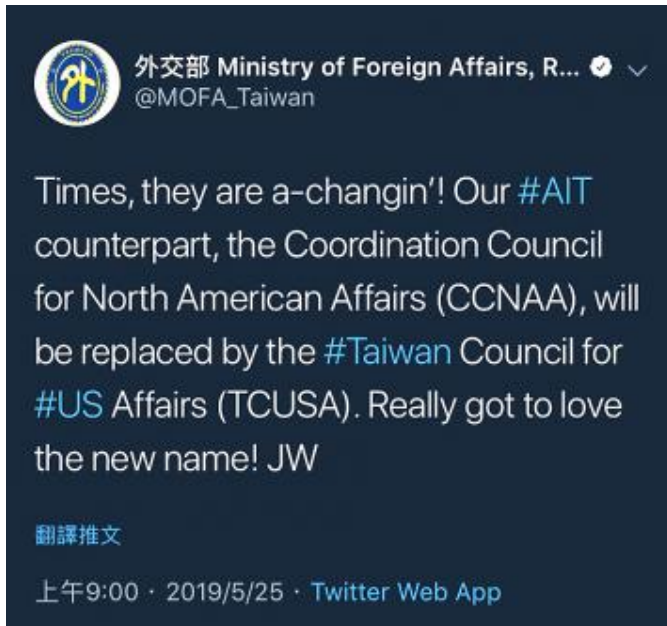 外交部 Ministry of Foreign Affairs, R...
@MOFA_Taiwan
Times, they are a-changin'! Our #AIT
counterpart, the Coordination Council
for North American Affairs (CCNAA), will
be replaced by the #Taiwan Council for
#US Affairs (TCUSA). Really got to love
the new name! JW
翻譯推文
上午9:00 · 2019/5/25 · Twitter Web App